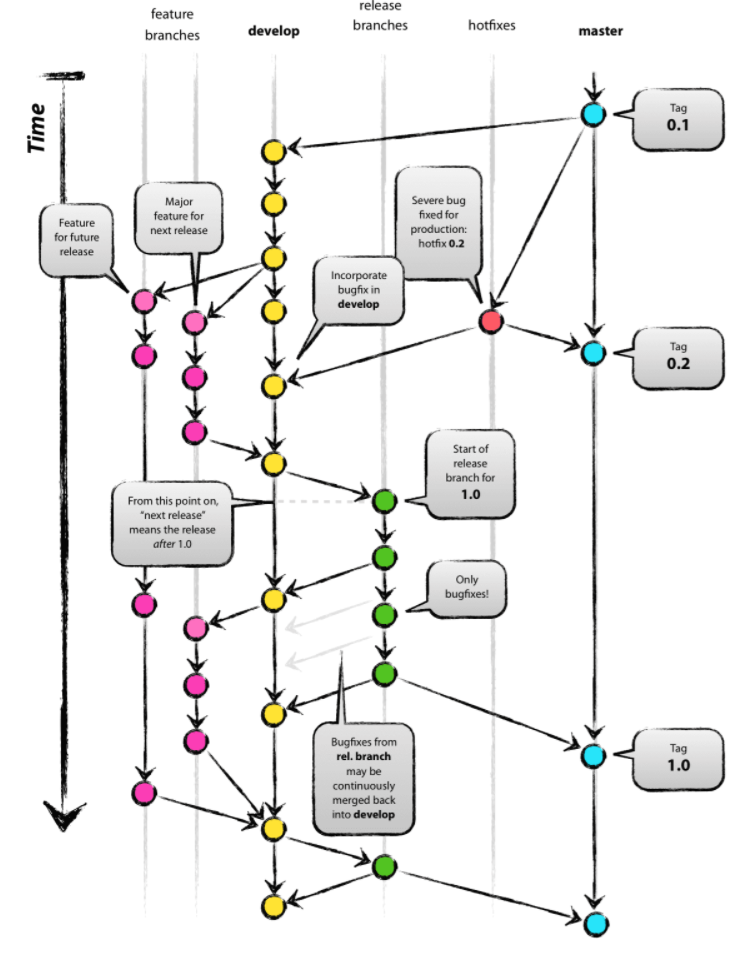 feature
branches
develop
release
branches
hotfixes
master
Time
Tag
0.1
Major
feature for
next release
Severe bug
fixed for
production:
hotfix 0.2
Feature
for future
release
Incorporate
bugfix in
develop
Tag
0.2
Start of
release
branch for
1.0
From this point on,
“next release”
means the release
after 1.0
Only
bugfixes!
Bugfixes from
rel. branch
may be
continuously
merged back
into develop
Tag
1.0